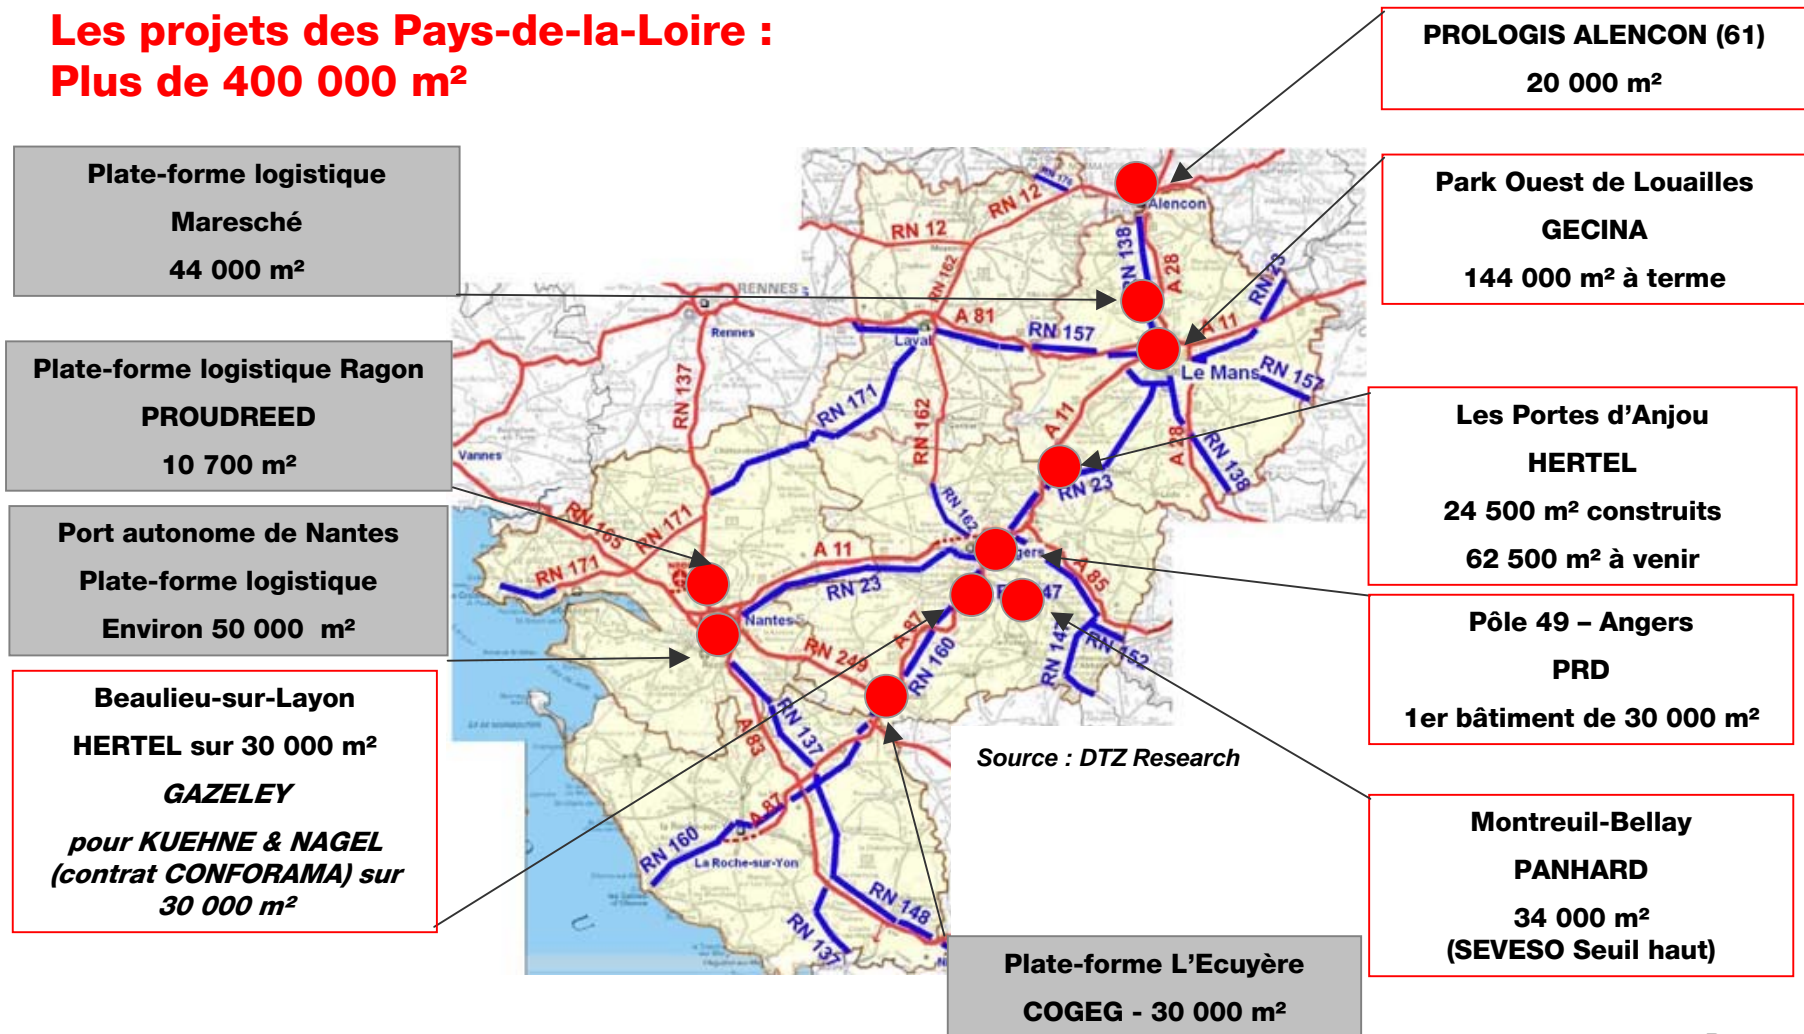 Les projets des Pays-de-la-Loire :
Plus de 400 000 m²
PROLOGIS ALENCON (61)
20 000 m²
Plate-forme logistique
Maresché
44 000 m²
Park Ouest de Louailles
GECINA
144 000 m² à terme
Plate-forme logistique Ragon
PROUDREED
10 700 m²
Les Portes d'Anjou
HERTEL
24 500 m² construits
62 500 m² à venir
Port autonome de Nantes
Plate-forme logistique
Environ 50 000 m²
Pôle 49 – Angers
PRD
1er bâtiment de 30 000 m²
Beaulieu-sur-Layon
HERTEL sur 30 000 m²
GAZELEY
pour KUEHNE & NAGEL
(contrat CONFORAMA) sur
30 000 m²
Montreuil-Bellay
PANHARD
34 000 m²
(SEVESO Seuil haut)
Plate-forme L'Ecuyère
COGEG - 30 000 m²
Source : DTZ Research
RN 176
RN 12
RN 12
Alencon
RN 138
A 28
RN 23
RN 162
RENNES
Rennes
A 81
Laval
RN 157
A 11
Le Mans
RN 157
RN 137
RN 171
RN 162
A 11
A 28
RN 138
Vannes
RN 23
RN 162
RN 165
RN 171
RN 171
A 11
RN 23
gers
A 85
47
Nantes
RN 249
A 87
RN 160
RN 147
RN 152
RN 137
A 83
A 87
RN 160
La Roche-sur-Yon
RN 148
RN 137